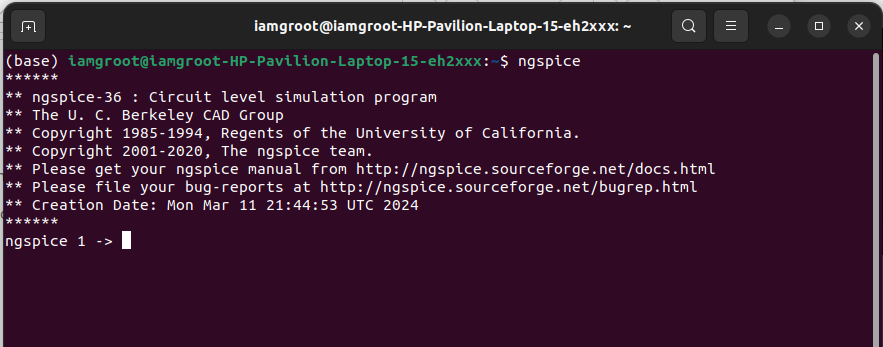 iamgroot@iamgroot-HP-Pavilion-Laptop-15-eh2xxx: ~
(base) iamgroot@iamgroot-HP-Pavilion-Laptop-15-eh2xxx:~$ ngspice
******
** ngspice-36 : Circuit level simulation program
** The U. C. Berkeley CAD Group
** Copyright 1985-1994, Regents of the University of California.
** Copyright 2001-2020, The ngspice team.
** Please get your ngspice manual from http://ngspice.sourceforge.net/docs.html
** Please file your bug-reports at http://ngspice.sourceforge.net/bugrep.html
** Creation Date: Mon Mar 11 21:44:53 UTC 2024
******
ngspice 1 ->